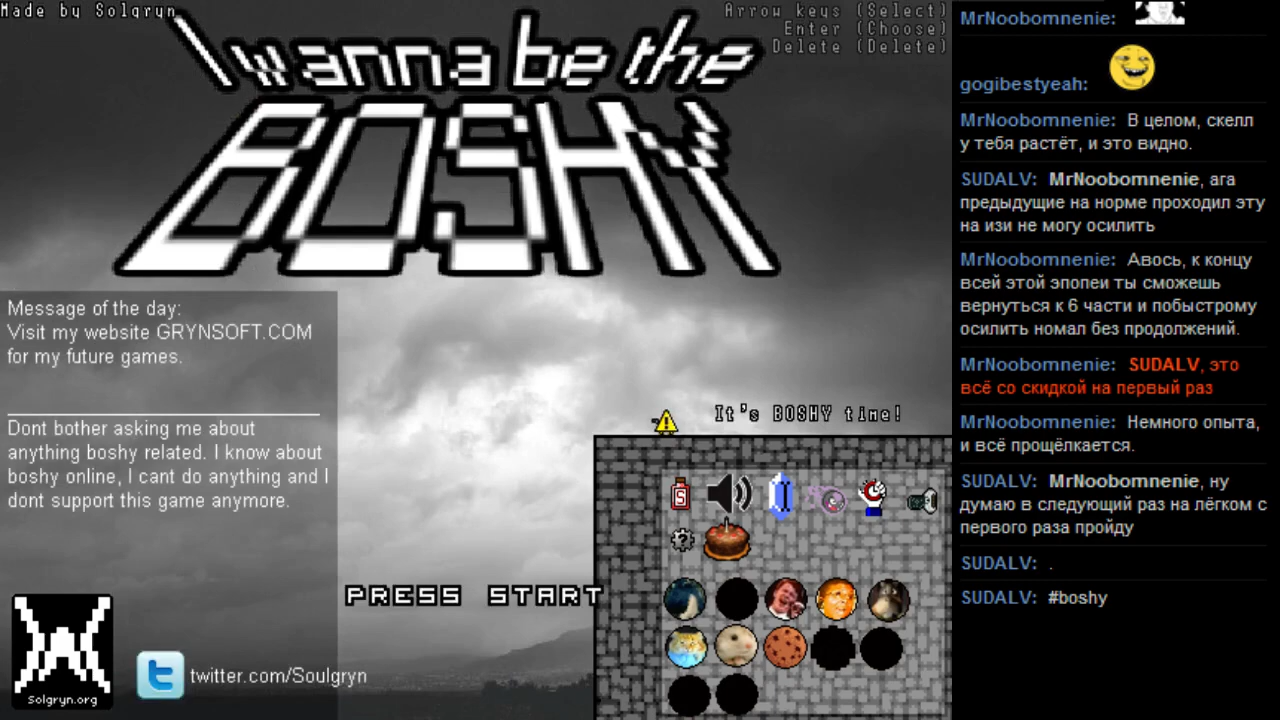 Made by Solgryn
Arrow keys (Select)
Enter (Choose)
Delete (Delete)
I wanna be the
BOSHY
Message of the day:
Visit my website GRYNSOFT.COM
for my future games.
Dont bother asking me about
anything boshy related. I know about
boshy online, I cant do anything and I
dont support this game anymore.
It's BOSHY time!
S
?
PRESS START
Solgryn.org
twitter.com/Soulgryn
MrNoobomnenie:
gogibestyeah:
MrNoobomnenie: В целом, скелл
у тебя растёт, и это видно.
SUDALV: MrNoobomnenie, ага
предыдущие на норме проходил эту
на изи не могу осилить
MrNoobomnenie: Авось, к концу
всей этой эпопеи ты сможешь
вернуться к 6 части и побыстрому
осилить номал без продолжений.
MrNoobomnenie: SUDALV, это
всё со скидкой на первый раз
MrNoobomnenie: Немного опыта,
и всё прощёлкается.
SUDALV: MrNoobomnenie, ну
думаю в следующий раз на лёгком с
первого раза пройду
SUDALV: .
SUDALV: #boshy